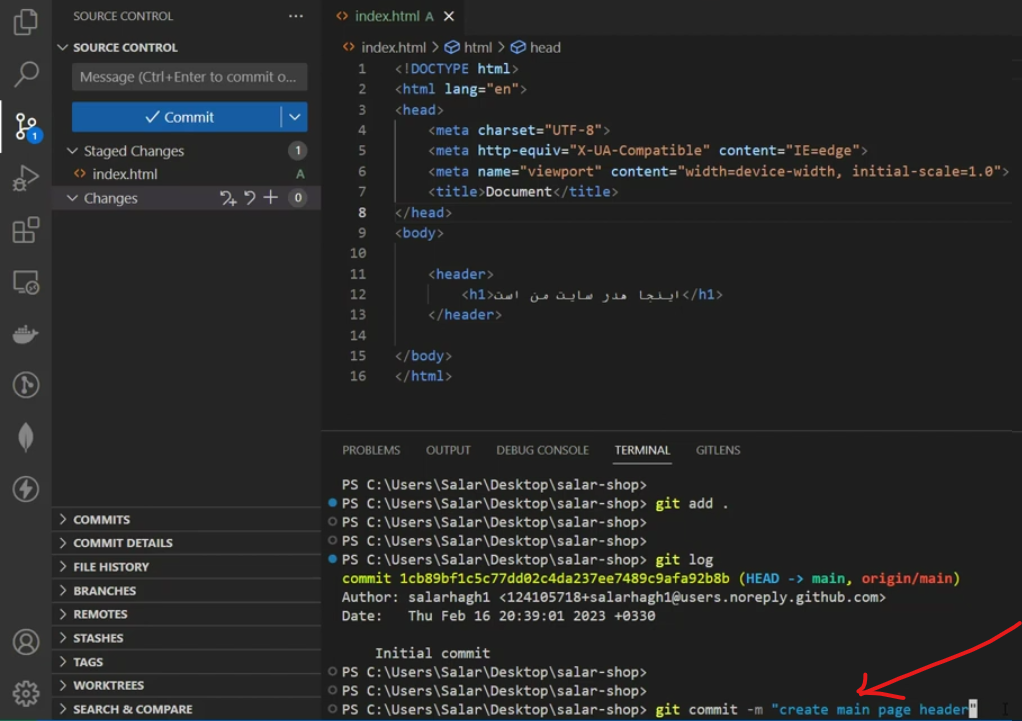 SOURCE CONTROL
SOURCE CONTROL
Message (Ctrl+Enter to commit o...
Commit
Staged Changes 1
index.html A
Changes 0
COMMITS
COMMIT DETAILS
FILE HISTORY
BRANCHES
REMOTES
STASHES
TAGS
WORKTREES
SEARCH & COMPARE
1
index.html A
index.html > html > head
1 <!DOCTYPE html>
2 <html lang="en">
3 <head>
4 <meta charset="UTF-8">
5 <meta http-equiv="X-UA-Compatible" content="IE=edge">
6 <meta name="viewport" content="width=device-width, initial-scale=1.0">
7 <title>Document</title>
8 </head>
9 <body>
10
11 <header>
12 <h1>اینجا هدر سایت من است</h1>
13 </header>
14
15 </body>
16 </html>
PROBLEMS OUTPUT DEBUG CONSOLE TERMINAL GITLENS
PS C:\Users\Salar\Desktop\salar-shop>
PS C:\Users\Salar\Desktop\salar-shop> git add .
PS C:\Users\Salar\Desktop\salar-shop>
PS C:\Users\Salar\Desktop\salar-shop>
PS C:\Users\Salar\Desktop\salar-shop> git log
commit 1cb89bf1c5c77dd02c4da237ee7489c9afa92b8b (HEAD -> main, origin/main)
Author: salarhagh1 <124105718+salarhagh1@users.noreply.github.com>
Date: Thu Feb 16 20:39:01 2023 +0330
Initial commit
PS C:\Users\Salar\Desktop\salar-shop>
PS C:\Users\Salar\Desktop\salar-shop>
PS C:\Users\Salar\Desktop\salar-shop> git commit -m "create main page header"